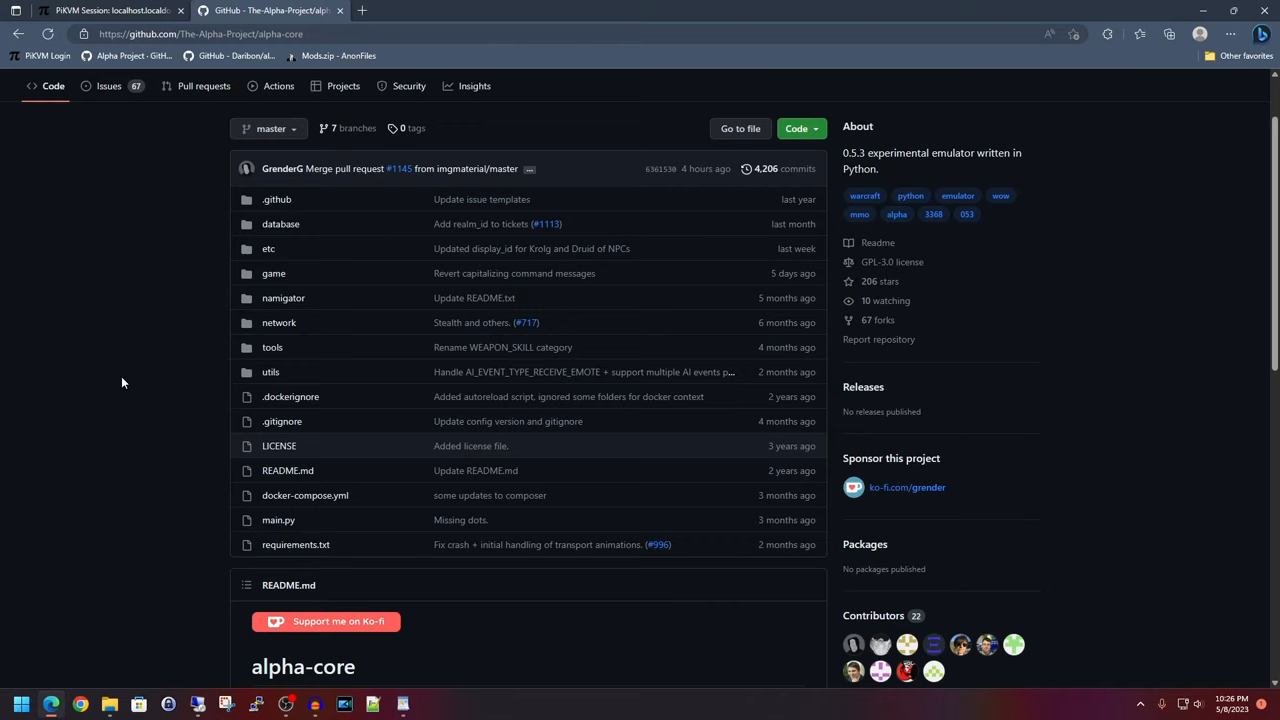 PiKVM Session: localhost.localdo
GitHub - The-Alpha-Project/alph
https://github.com/The-Alpha-Project/alpha-core
PiKVM Login
Alpha Project · GitH...
GitHub - Daribon/al...
Mods.zip - AnonFiles
Other favorites
Code
Issues 67
Pull requests
Actions
Projects
Security
Insights
master
7 branches
0 tags
Go to file
Code
GrenderG Merge pull request #1145 from imgmaterial/master ...
6361530 4 hours ago
4,206 commits
.github Update issue templates last year
database Add realm_id to tickets (#1113) last month
etc Updated display_id for Krolg and Druid of NPCs last week
game Revert capitalizing command messages 5 days ago
namigator Update README.txt 5 months ago
network Stealth and others. (#717) 6 months ago
tools Rename WEAPON_SKILL category 4 months ago
utils Handle AI_EVENT_TYPE_RECEIVE_EMOTE + support multiple AI events p... 2 months ago
.dockerignore Added autoreload script, ignored some folders for docker context 2 years ago
.gitignore Update config version and gitignore 4 months ago
LICENSE Added license file. 3 years ago
README.md Update README.md 2 years ago
docker-compose.yml some updates to composer 3 months ago
main.py Missing dots. 3 months ago
requirements.txt Fix crash + initial handling of transport animations. (#996) 2 months ago
README.md
Support me on Ko-fi
alpha-core
About
0.5.3 experimental emulator written in
Python.
warcraft python emulator wow
mmo alpha 3368 053
Readme
GPL-3.0 license
206 stars
10 watching
67 forks
Report repository
Releases
No releases published
Sponsor this project
ko-fi.com/grender
Packages
No packages published
Contributors 22
10:26 PM
5/8/2023
1